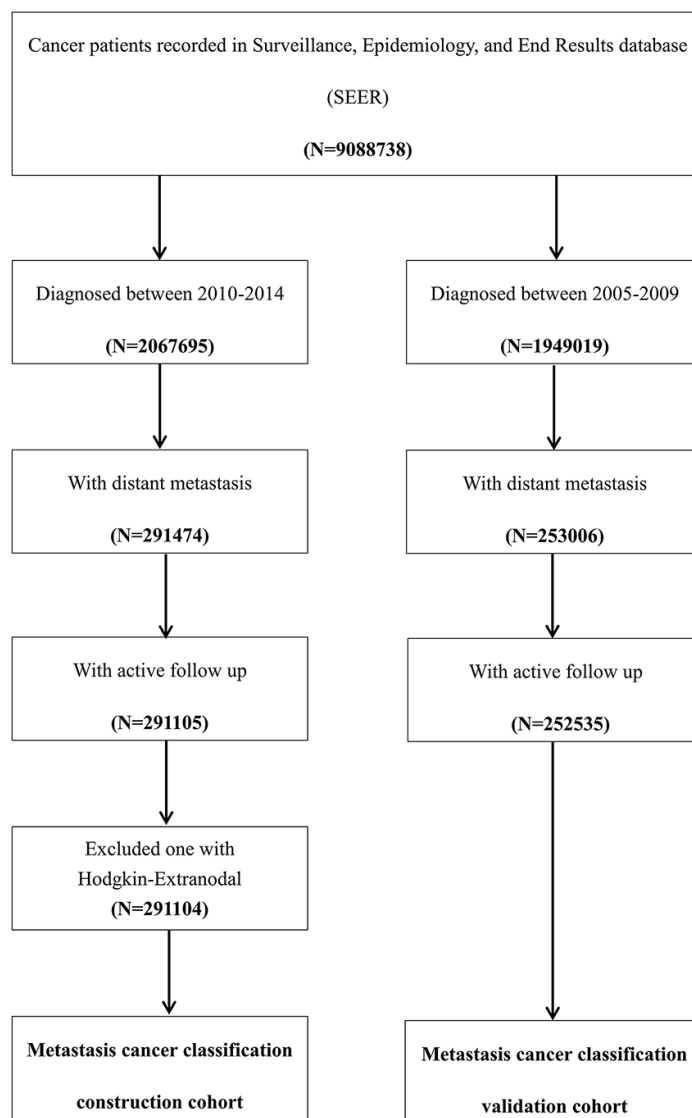 Cancer patients recorded in Surveillance, Epidemiology, and End Results database
(SEER)
(N=9088738)
Diagnosed between 2010-2014
(N=2067695)
Diagnosed between 2005-2009
(N=1949019)
With distant metastasis
(N=291474)
With distant metastasis
(N=253006)
With active follow up
(N=291105)
With active follow up
(N=252535)
Excluded one with
Hodgkin-Extranodal
(N=291104)
Metastasis cancer classification
construction cohort
Metastasis cancer classification
validation cohort